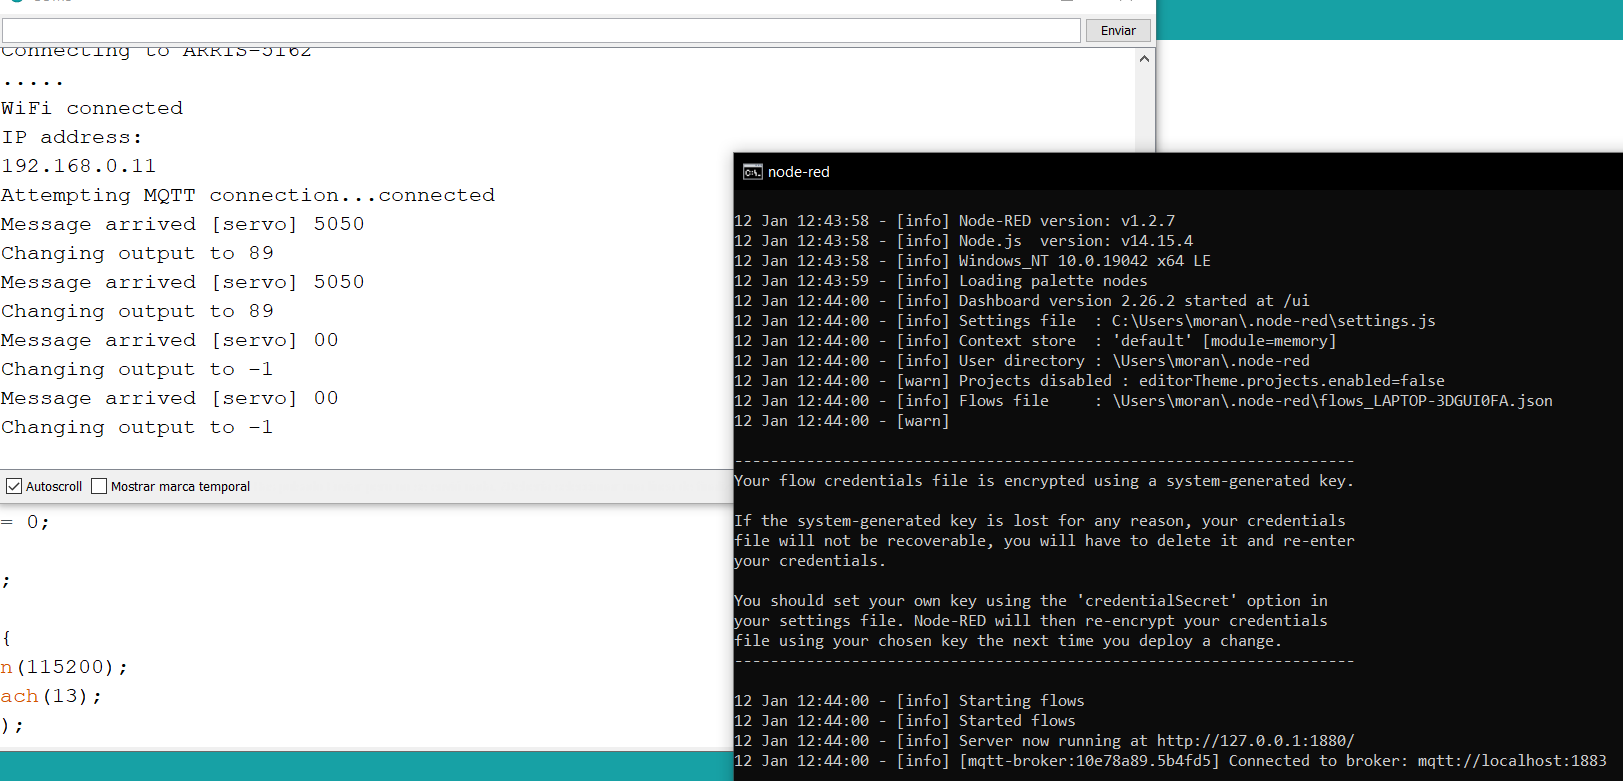 Enviar
Connecting to ARRIS-5162
.....
WiFi connected
IP address:
192.168.0.11
Attempting MQTT connection...connected
Message arrived [servo] 5050
Changing output to 89
Message arrived [servo] 5050
Changing output to 89
Message arrived [servo] 00
Changing output to -1
Message arrived [servo] 00
Changing output to -1
Autoscroll Mostrar marca temporal
= 0;
;
{
n(115200);
ach(13);
);
node-red
12 Jan 12:43:58 - [info] Node-RED version: v1.2.7
12 Jan 12:43:58 - [info] Node.js  version: v14.15.4
12 Jan 12:43:58 - [info] Windows_NT 10.0.19042 x64 LE
12 Jan 12:43:59 - [info] Loading palette nodes
12 Jan 12:44:00 - [info] Dashboard version 2.26.2 started at /ui
12 Jan 12:44:00 - [info] Settings file  : C:\Users\moran\.node-red\settings.js
12 Jan 12:44:00 - [info] Context store  : 'default' [module=memory]
12 Jan 12:44:00 - [info] User directory : \Users\moran\.node-red
12 Jan 12:44:00 - [warn] Projects disabled : editorTheme.projects.enabled=false
12 Jan 12:44:00 - [info] Flows file     : \Users\moran\.node-red\flows_LAPTOP-3DGUI0FA.json
12 Jan 12:44:00 - [warn]
---------------------------------------------------------------------
Your flow credentials file is encrypted using a system-generated key.
If the system-generated key is lost for any reason, your credentials
file will not be recoverable, you will have to delete it and re-enter
your credentials.
You should set your own key using the 'credentialSecret' option in
your settings file. Node-RED will then re-encrypt your credentials
file using your chosen key the next time you deploy a change.
---------------------------------------------------------------------
12 Jan 12:44:00 - [info] Starting flows
12 Jan 12:44:00 - [info] Started flows
12 Jan 12:44:00 - [info] Server now running at http://127.0.0.1:1880/
12 Jan 12:44:00 - [info] [mqtt-broker:10e78a89.5b4fd5] Connected to broker: mqtt://localhost:1883